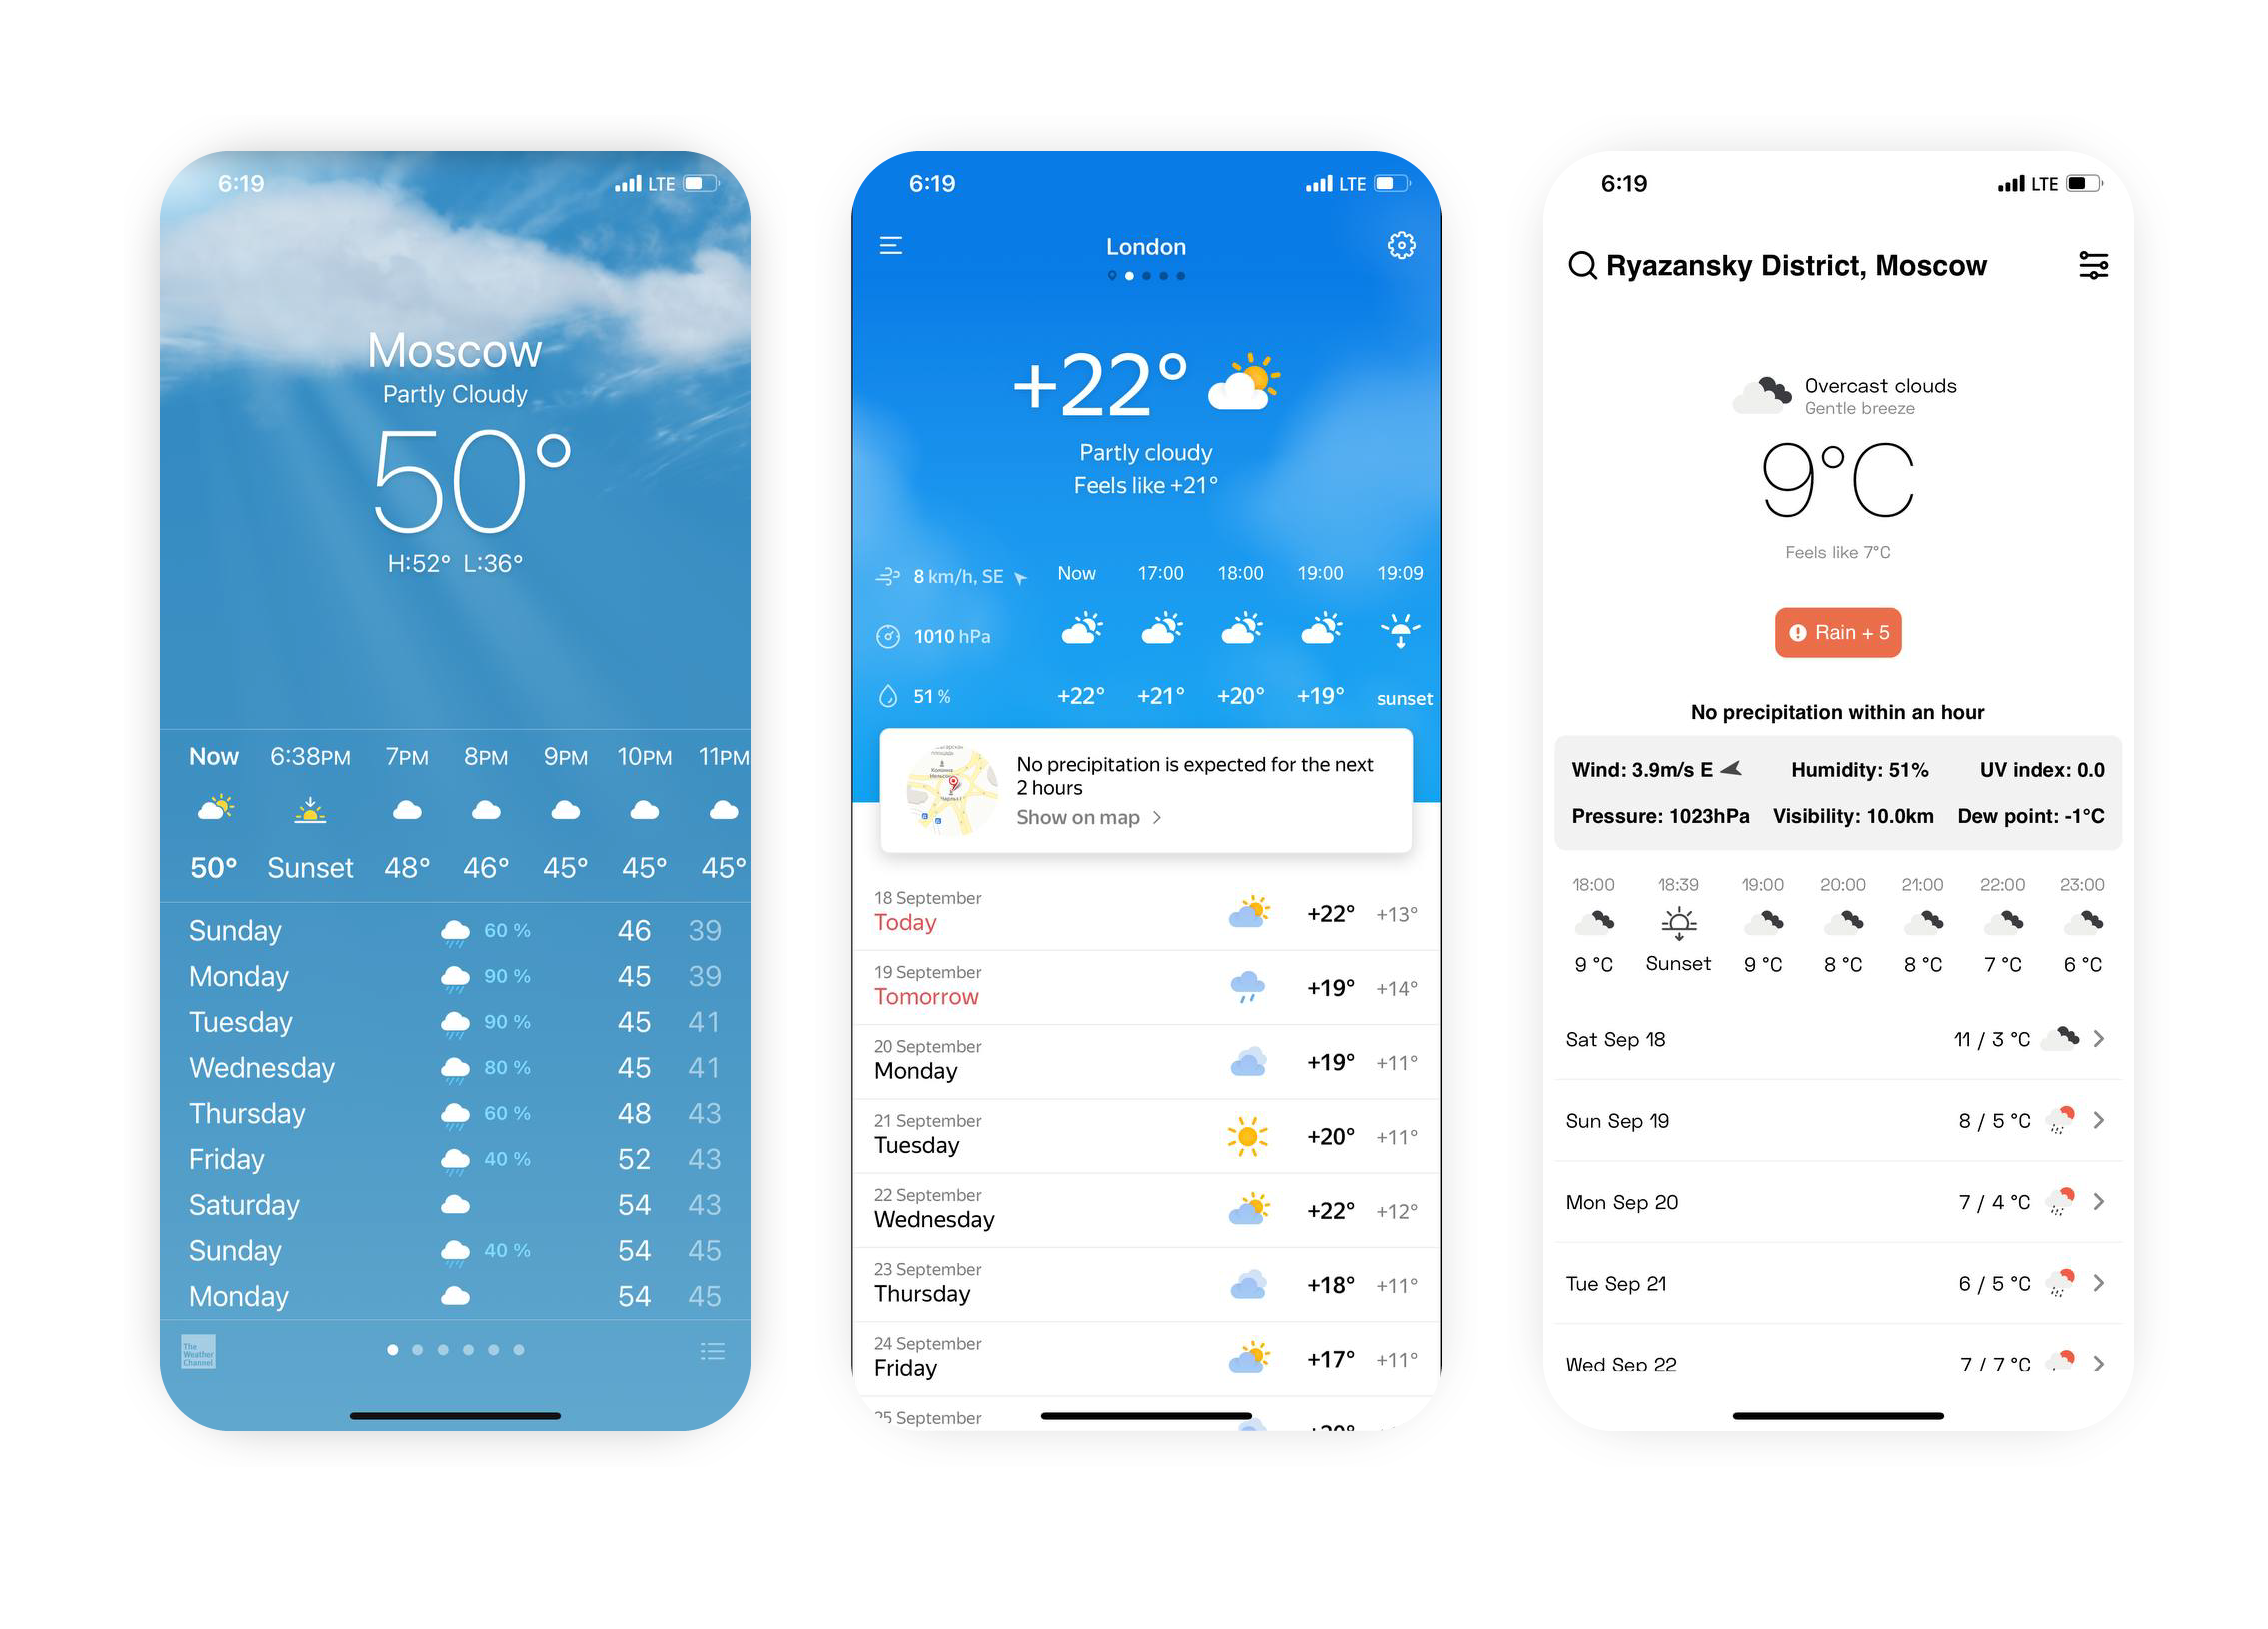 6:19
LTE
Moscow
Partly Cloudy
50°
H:52° L:36°
Now 6:38PM 7PM 8PM 9PM 10PM 11PM
50° Sunset 48° 46° 45° 45° 45°
Sunday 60 % 46 39
Monday 90 % 45 39
Tuesday 90 % 45 41
Wednesday 80 % 45 41
Thursday 60 % 48 43
Friday 40 % 52 43
Saturday 54 43
Sunday 40 % 54 45
Monday 54 45
The
Weather
Channel
6:19
LTE
London
+22°
Partly cloudy
Feels like +21°
8 km/h, SE
1010 hPa
51 %
Now 17:00 18:00 19:00 19:09
+22° +21° +20° +19° sunset
No precipitation is expected for the next
2 hours
Show on map
18 September
Today +22° +13°
19 September
Tomorrow +19° +14°
20 September
Monday +19° +11°
21 September
Tuesday +20° +11°
22 September
Wednesday +22° +12°
23 September
Thursday +18° +11°
24 September
Friday +17° +11°
25 September
6:19
LTE
Ryazansky District, Moscow
Overcast clouds
Gentle breeze
9°C
Feels like 7°C
Rain + 5
No precipitation within an hour
Wind: 3.9m/s E Humidity: 51% UV index: 0.0
Pressure: 1023hPa Visibility: 10.0km Dew point: -1°C
18:00 18:39 19:00 20:00 21:00 22:00 23:00
9 °C Sunset 9 °C 8 °C 8 °C 7 °C 6 °C
Sat Sep 18 11 / 3 °C
Sun Sep 19 8 / 5 °C
Mon Sep 20 7 / 4 °C
Tue Sep 21 6 / 5 °C
Wed Sep 22 7 / 7 °C